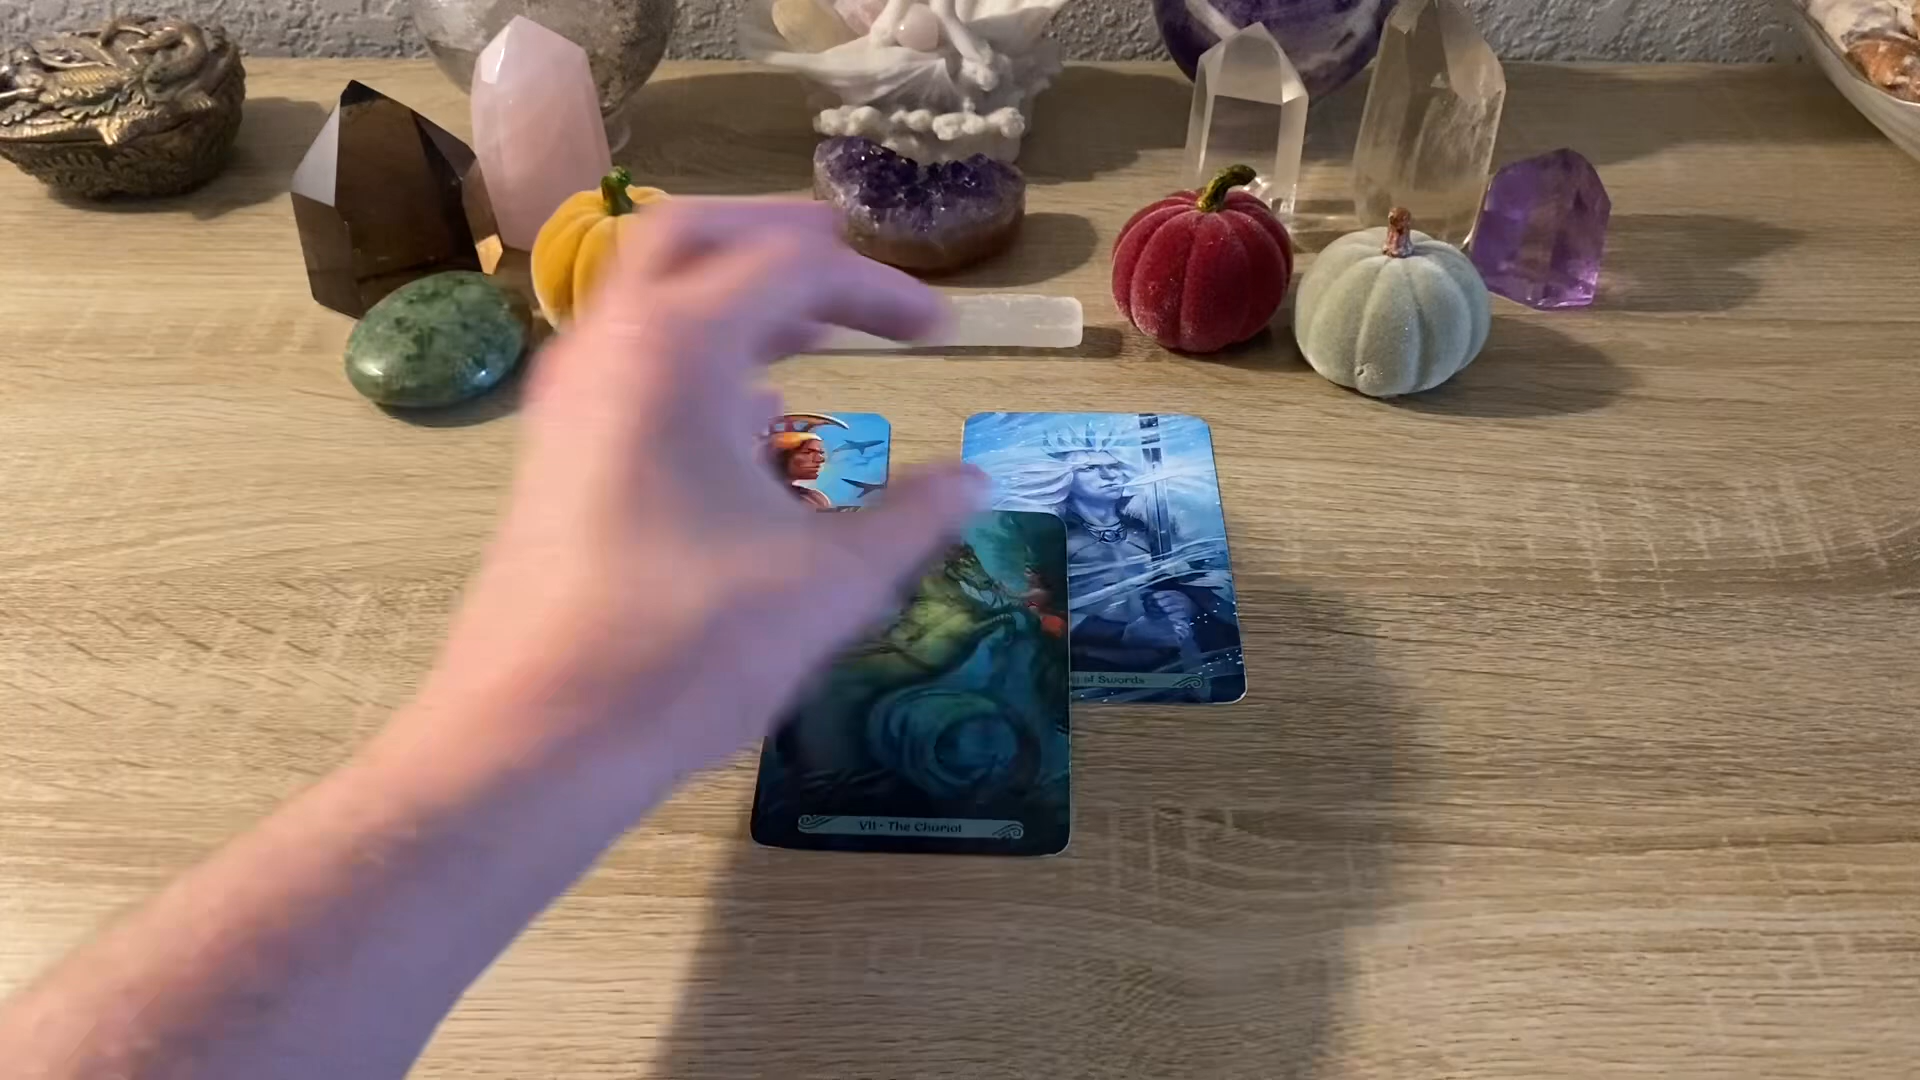 of Swords
VII • The Chariot